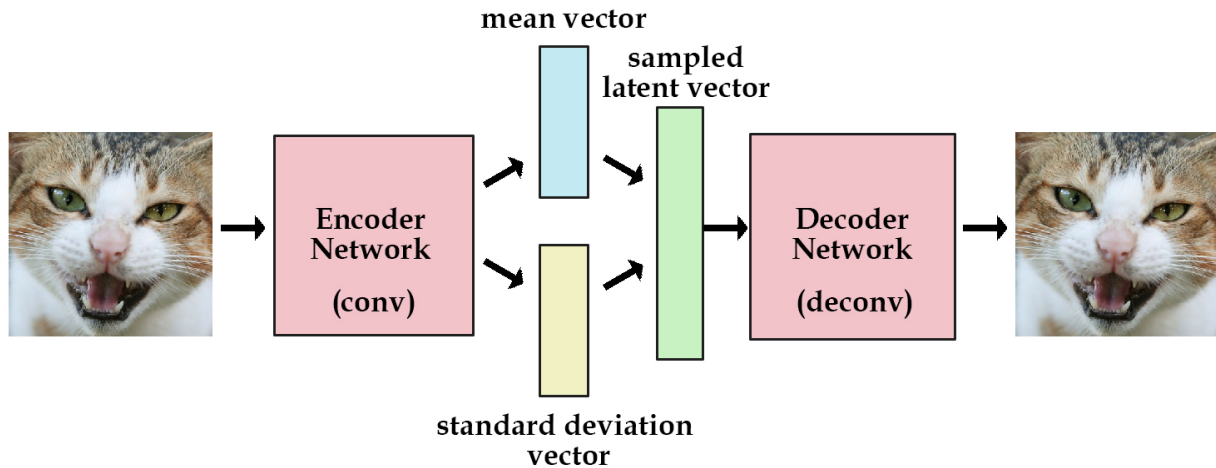 mean vector
sampled
latent vector
Encoder
Network
(conv)
Decoder
Network
(deconv)
standard deviation
vector